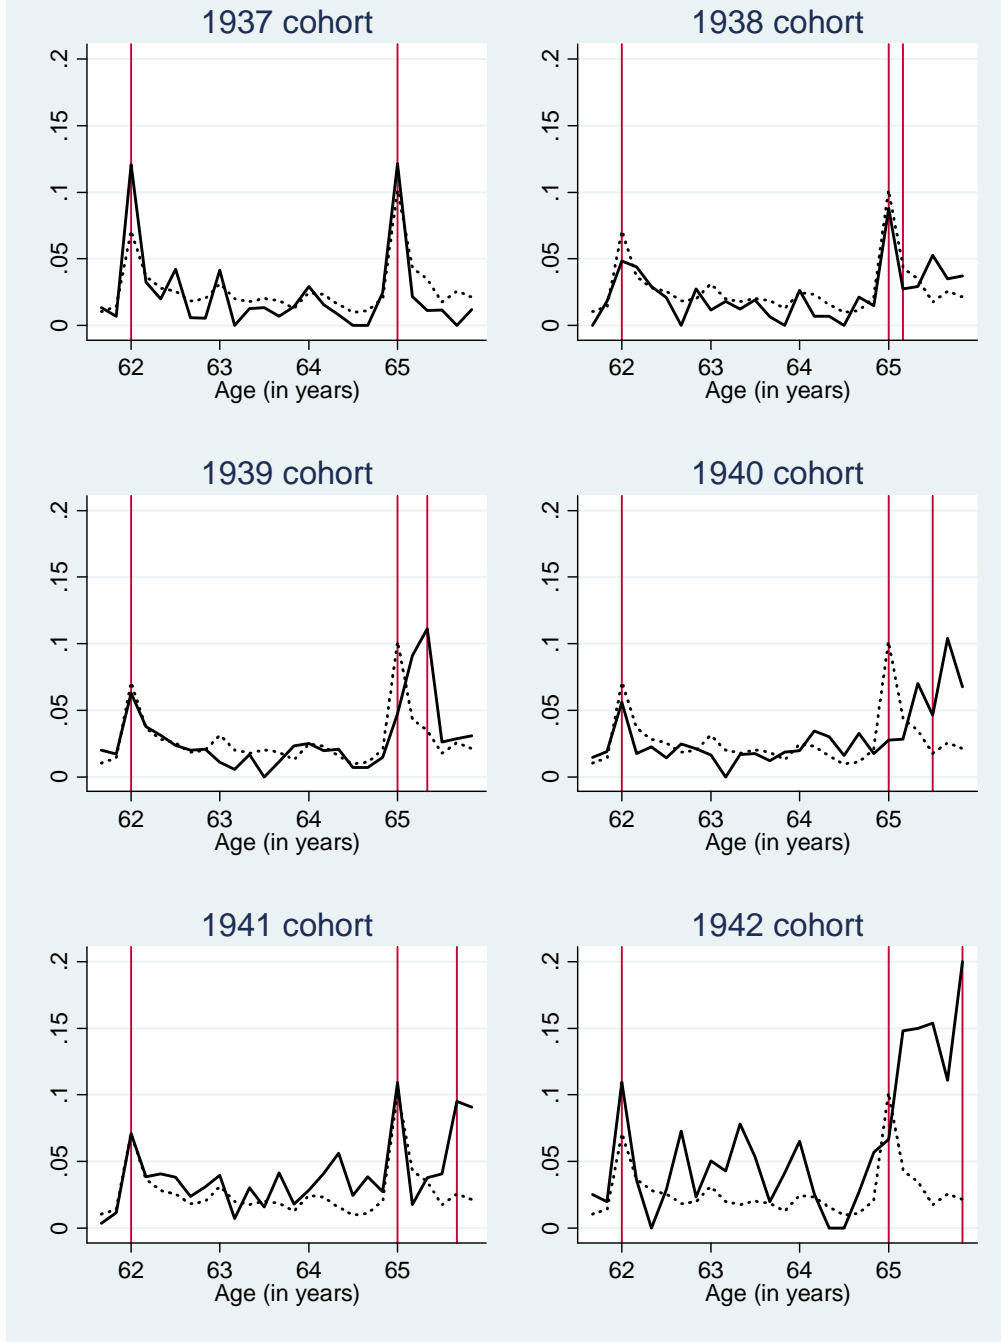 1937 cohort
1938 cohort
.2
.15
.1
.05
0
62 63 64 65
Age (in years)
.2
.15
.1
.05
0
62 63 64 65
Age (in years)
1939 cohort
1940 cohort
.2
.15
.1
.05
0
62 63 64 65
Age (in years)
.2
.15
.1
.05
0
62 63 64 65
Age (in years)
1941 cohort
1942 cohort
.2
.15
.1
.05
0
62 63 64 65
Age (in years)
.2
.15
.1
.05
0
62 63 64 65
Age (in years)